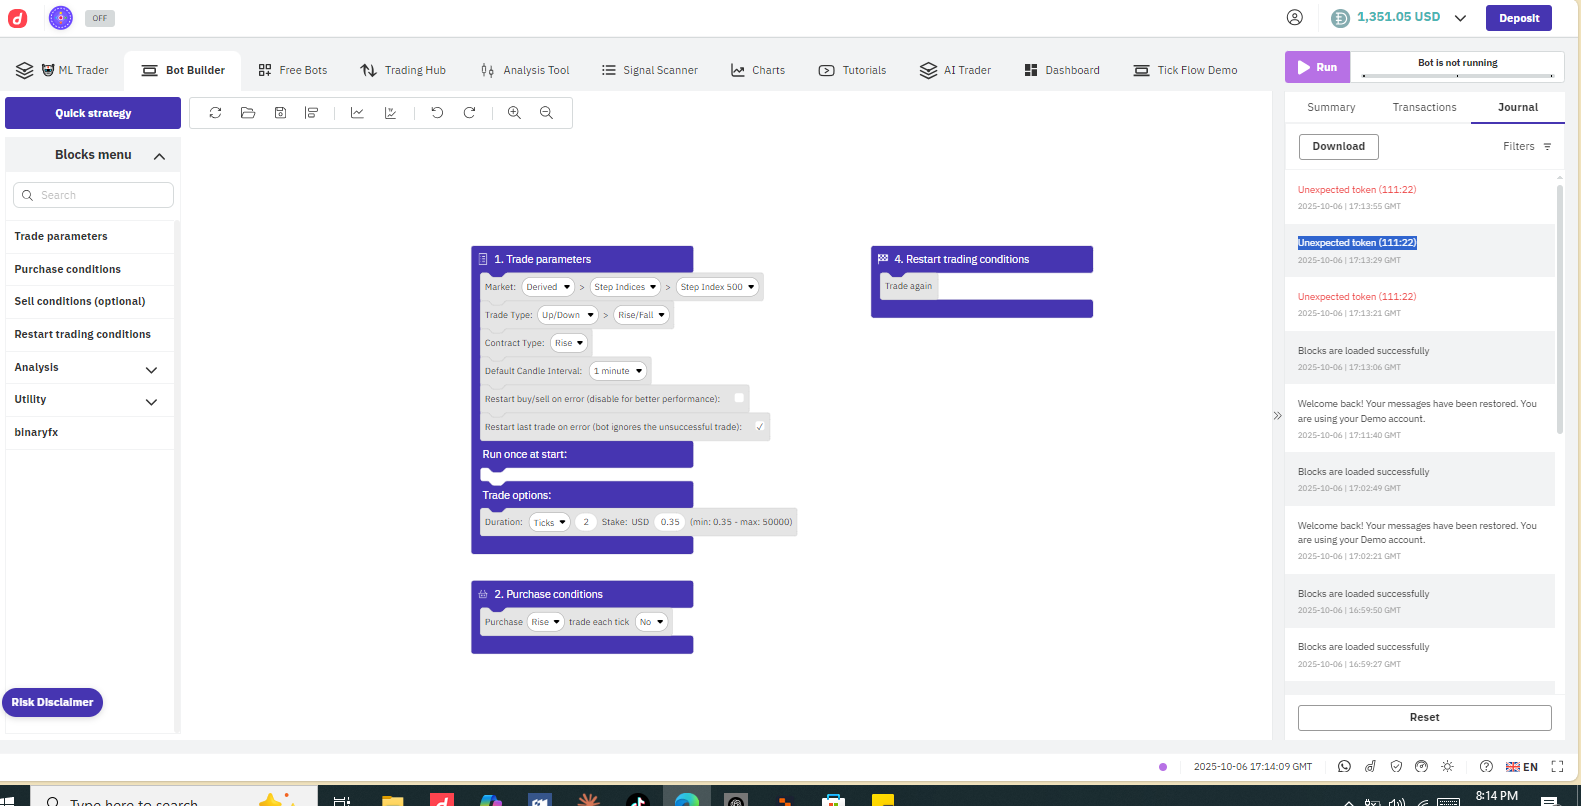 OFF
1,351.05 USD
Deposit
ML Trader
Bot Builder
Free Bots
Trading Hub
Analysis Tool
Signal Scanner
Charts
Tutorials
AI Trader
Dashboard
Tick Flow Demo
Run
Bot is not running
Quick strategy
Blocks menu
Search
Trade parameters
Purchase conditions
Sell conditions (optional)
Restart trading conditions
Analysis
Utility
binaryfx
Risk Disclaimer
1. Trade parameters
Market: Derived > Step Indices > Step Index 500
Trade Type: Up/Down > Rise/Fall
Contract Type: Rise
Default Candle Interval: 1 minute
Restart buy/sell on error (disable for better performance):
Restart last trade on error (bot ignores the unsuccessful trade):
Run once at start:
Trade options:
Duration: Ticks 2 Stake: USD 0.35 (min: 0.35 - max: 50000)
2. Purchase conditions
Purchase Rise trade each tick No
4. Restart trading conditions
Trade again
Summary
Transactions
Journal
Download
Filters
Unexpected token (111:22)
2025-10-06 | 17:13:55 GMT
Unexpected token (111:22)
2025-10-06 | 17:13:29 GMT
Unexpected token (111:22)
2025-10-06 | 17:13:21 GMT
Blocks are loaded successfully
2025-10-06 | 17:13:06 GMT
Welcome back! Your messages have been restored. You
are using your Demo account.
2025-10-06 | 17:11:40 GMT
Blocks are loaded successfully
2025-10-06 | 17:02:49 GMT
Welcome back! Your messages have been restored. You
are using your Demo account.
2025-10-06 | 17:02:21 GMT
Blocks are loaded successfully
2025-10-06 | 16:59:50 GMT
Blocks are loaded successfully
2025-10-06 | 16:59:27 GMT
Reset
2025-10-06 17:14:09 GMT
EN
Type here to search
8:14 PM